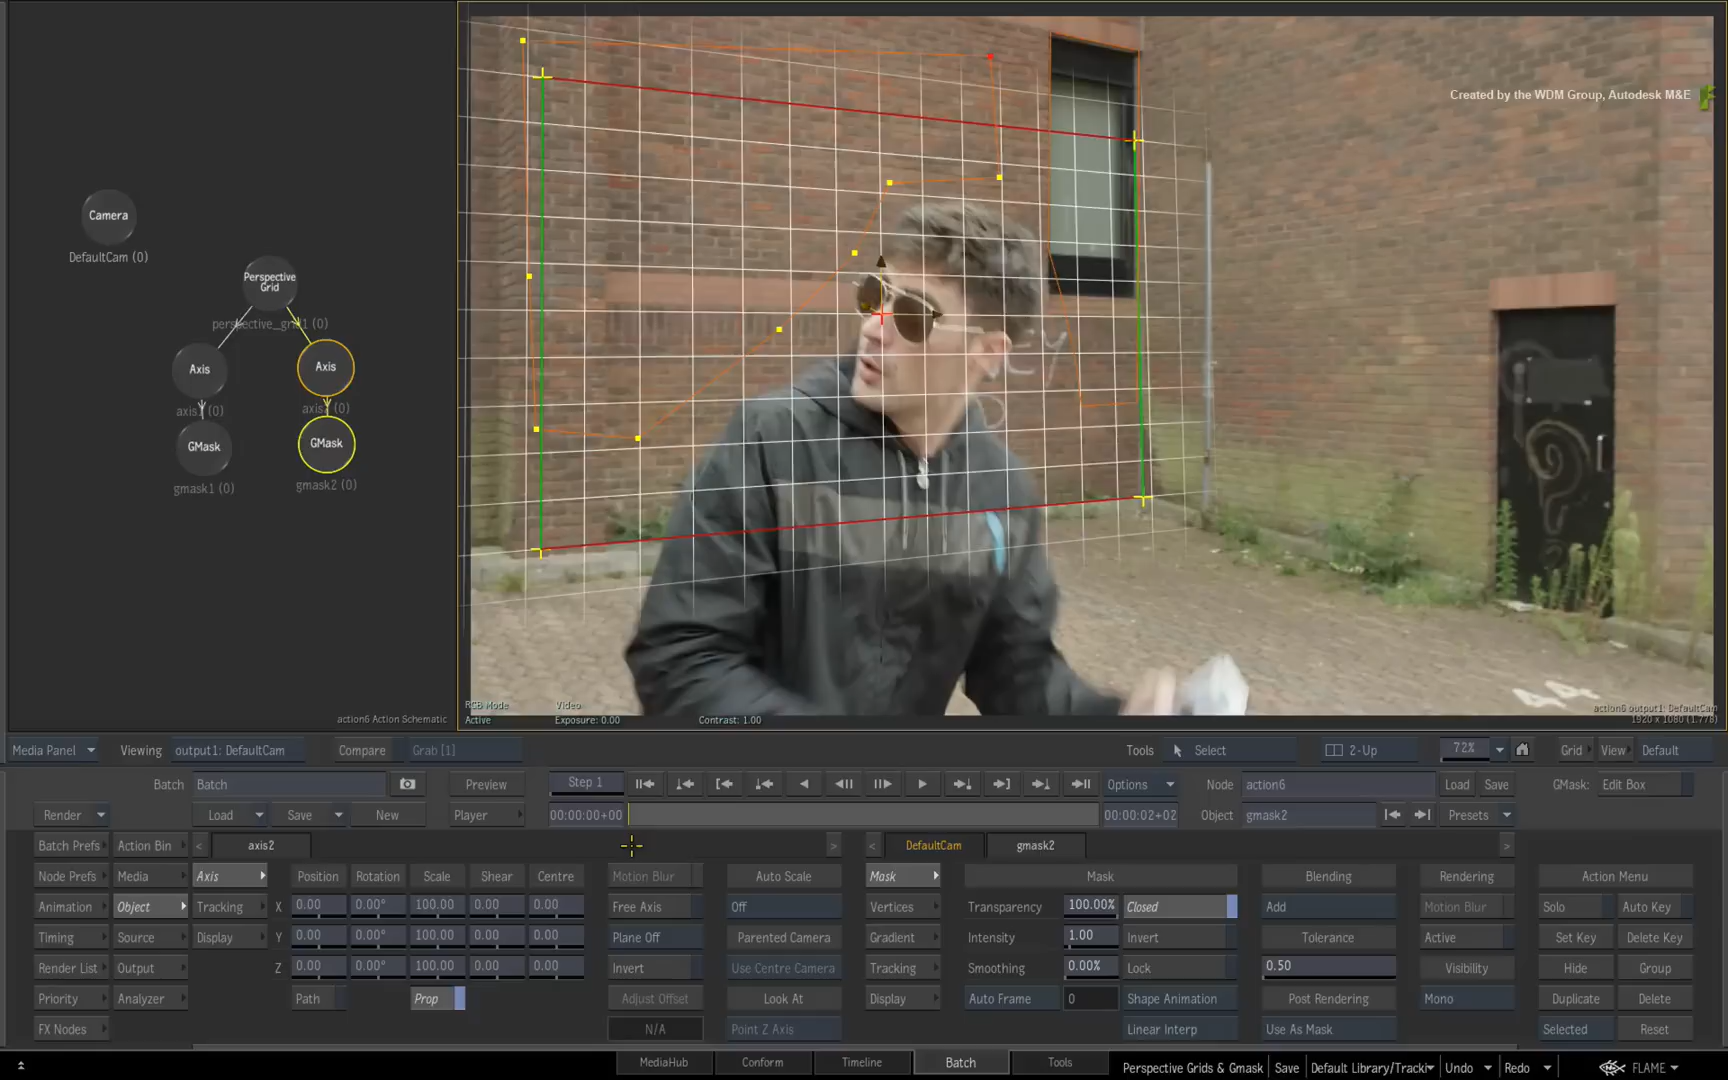 Created by the WDM Group, Autodesk M&E
Camera
DefaultCam (0)
Perspective
Grid
perspective_grid1 (0)
Axis
Axis
axis1 (0)
axis2 (0)
GMask
GMask
gmask1 (0)
gmask2 (0)
action6 Action Schematic
RGB Mode
Active
Video
Exposure: 0.00
Contrast: 1.00
action6 output1: DefaultCam
1920 x 1080 (1.778)
Media Panel
Viewing
output1: DefaultCam
Compare
Grab [1]
Tools
Select
2-Up
72%
Grid
View
Default
Batch
Batch
Preview
Step 1
Options
Node
action6
Load
Save
GMask:
Edit Box
Render
Load
Save
New
Player
00:00:00+00
00:00:02+02
Object
gmask2
Presets
Batch Prefs
Action Bin
<
axis2
>
<
DefaultCam
gmask2
>
Node Prefs
Media
Axis
Position
Rotation
Scale
Shear
Centre
Motion Blur
Auto Scale
Mask
Mask
Blending
Rendering
Action Menu
Animation
Object
Tracking
X
0.00
0.00°
100.00
0.00
0.00
Free Axis
Off
Vertices
Transparency
100.00%
Closed
Add
Motion Blur
Solo
Auto Key
Timing
Source
Display
Y
0.00
0.00°
100.00
0.00
0.00
Plane Off
Parented Camera
Gradient
Intensity
1.00
Invert
Tolerance
Active
Set Key
Delete Key
Render List
Output
Z
0.00
0.00°
100.00
0.00
0.00
Invert
Use Centre Camera
Tracking
Smoothing
0.00%
Lock
0.50
Visibility
Hide
Group
Priority
Analyzer
Path
Prop
Adjust Offset
Look At
Display
Auto Frame
0
Shape Animation
Post Rendering
Mono
Duplicate
Delete
FX Nodes
N/A
Point Z Axis
Linear Interp
Use As Mask
Selected
Reset
MediaHub
Conform
Timeline
Batch
Tools
Perspective Grids & Gmask
Save
Default Library/Tracki
Undo
Redo
FLAME